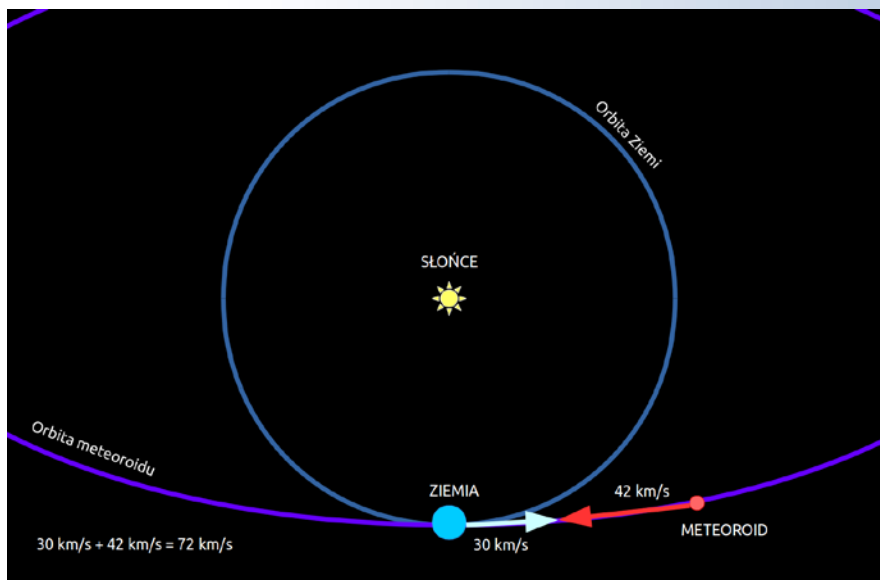 Orbita Ziemi
SŁOŃCE
Orbita meteoroidu
ZIEMIA
42 km/s
METEOROID
30 km/s
30 km/s + 42 km/s = 72 km/s